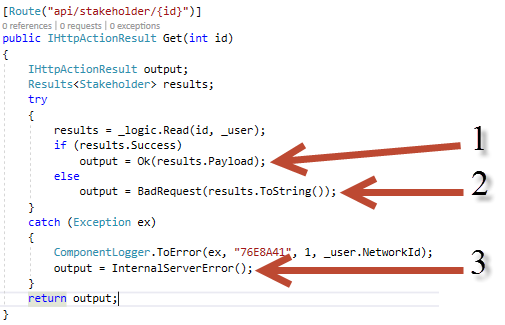 [Route("api/stakeholder/{id}")]
0 references | 0 requests | 0 exceptions
public IHttpActionResult Get(int id)
{
    IHttpActionResult output;
    Results<Stakeholder> results;
    try
    {
        results = _logic.Read(id, _user);
        if (results.Success)
            output = Ok(results.Payload); 1
        else
            output = BadRequest(results.ToString()); 2
    }
    catch (Exception ex)
    {
        ComponentLogger.ToError(ex, "76E8A41", 1, _user.NetworkId);
        output = InternalServerError(); 3
    }
    return output;
}